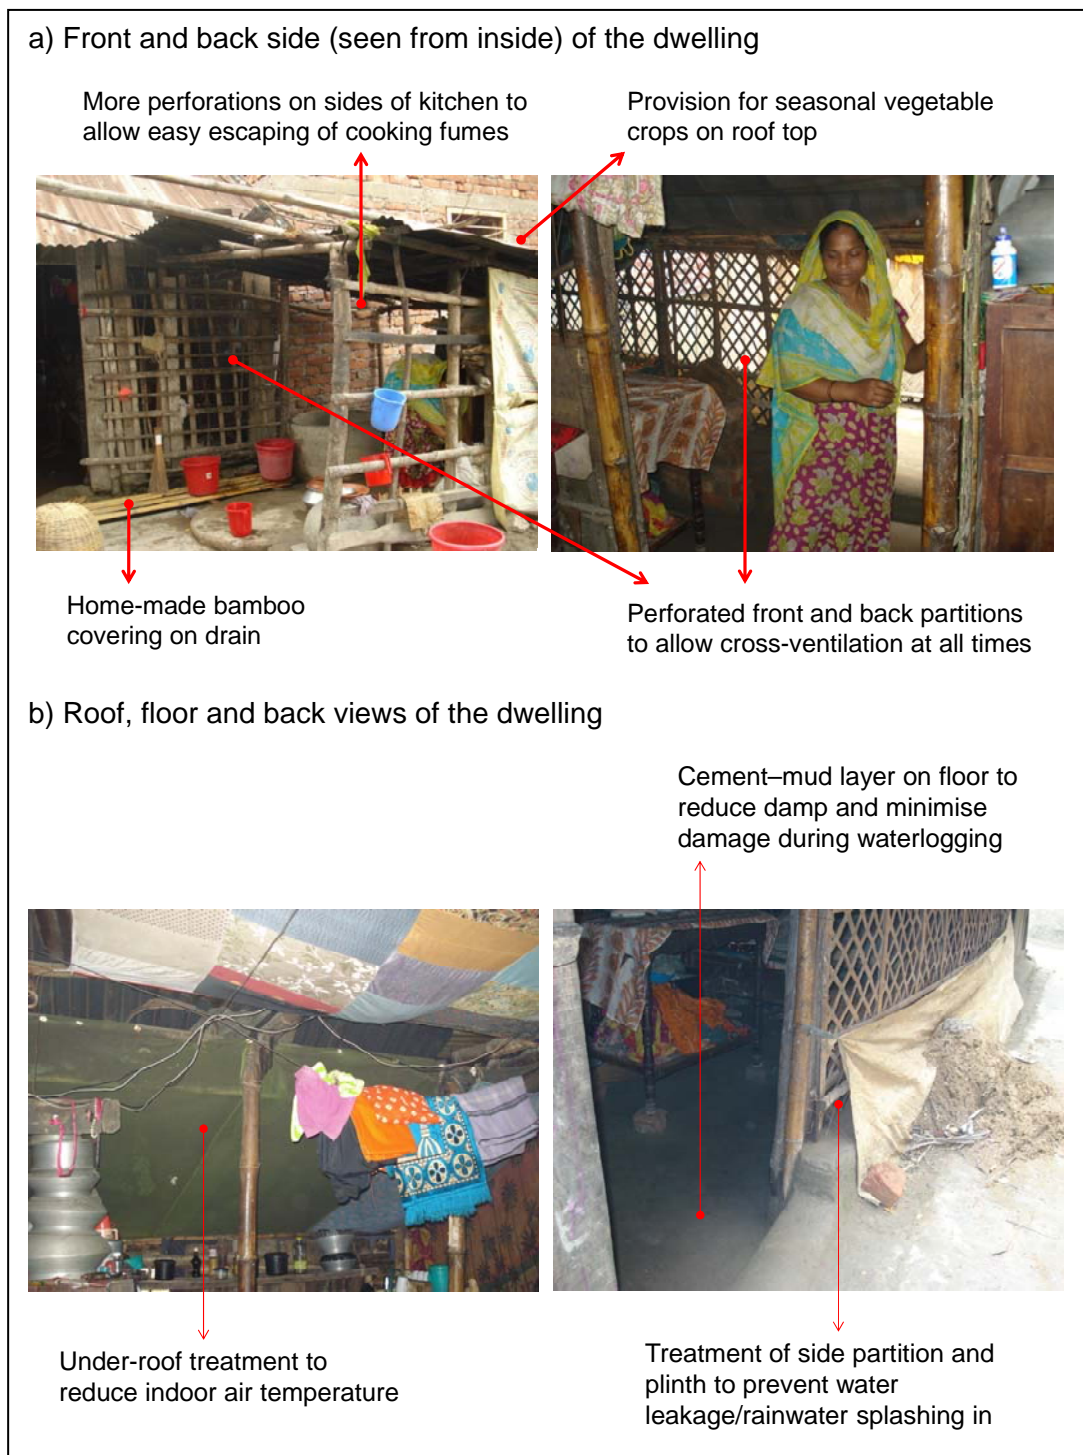 a) Front and back side (seen from inside) of the dwelling
More perforations on sides of kitchen to
allow easy escaping of cooking fumes
Provision for seasonal vegetable
crops on roof top
Home-made bamboo
covering on drain
Perforated front and back partitions
to allow cross-ventilation at all times
b) Roof, floor and back views of the dwelling
Cement–mud layer on floor to
reduce damp and minimise
damage during waterlogging
Under-roof treatment to
reduce indoor air temperature
Treatment of side partition and
plinth to prevent water
leakage/rainwater splashing in